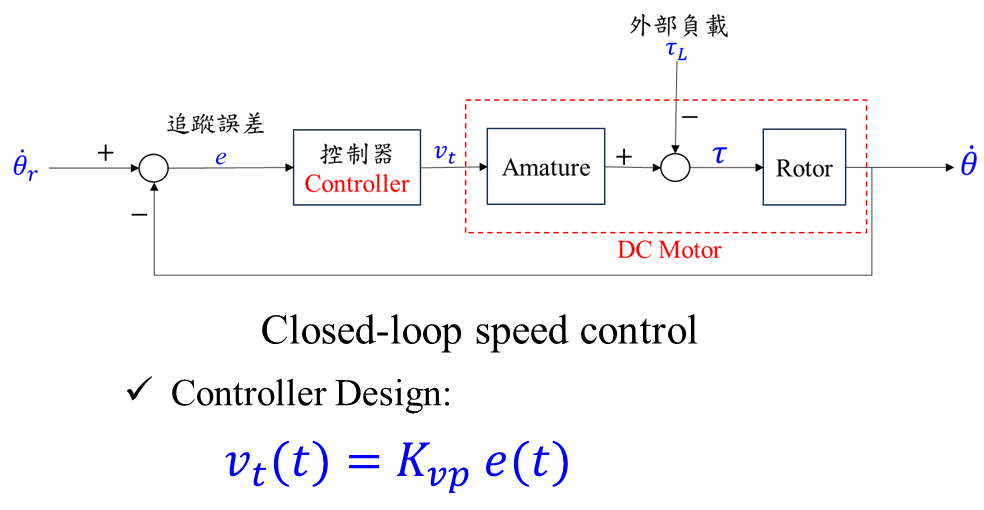 外部負載
τ_L
追蹤誤差
θ̇_r + e 控制器 Controller v_t Amature + − τ Rotor θ̇
−
DC Motor
Closed-loop speed control
✓ Controller Design:
v_t(t) = K_vp e(t)